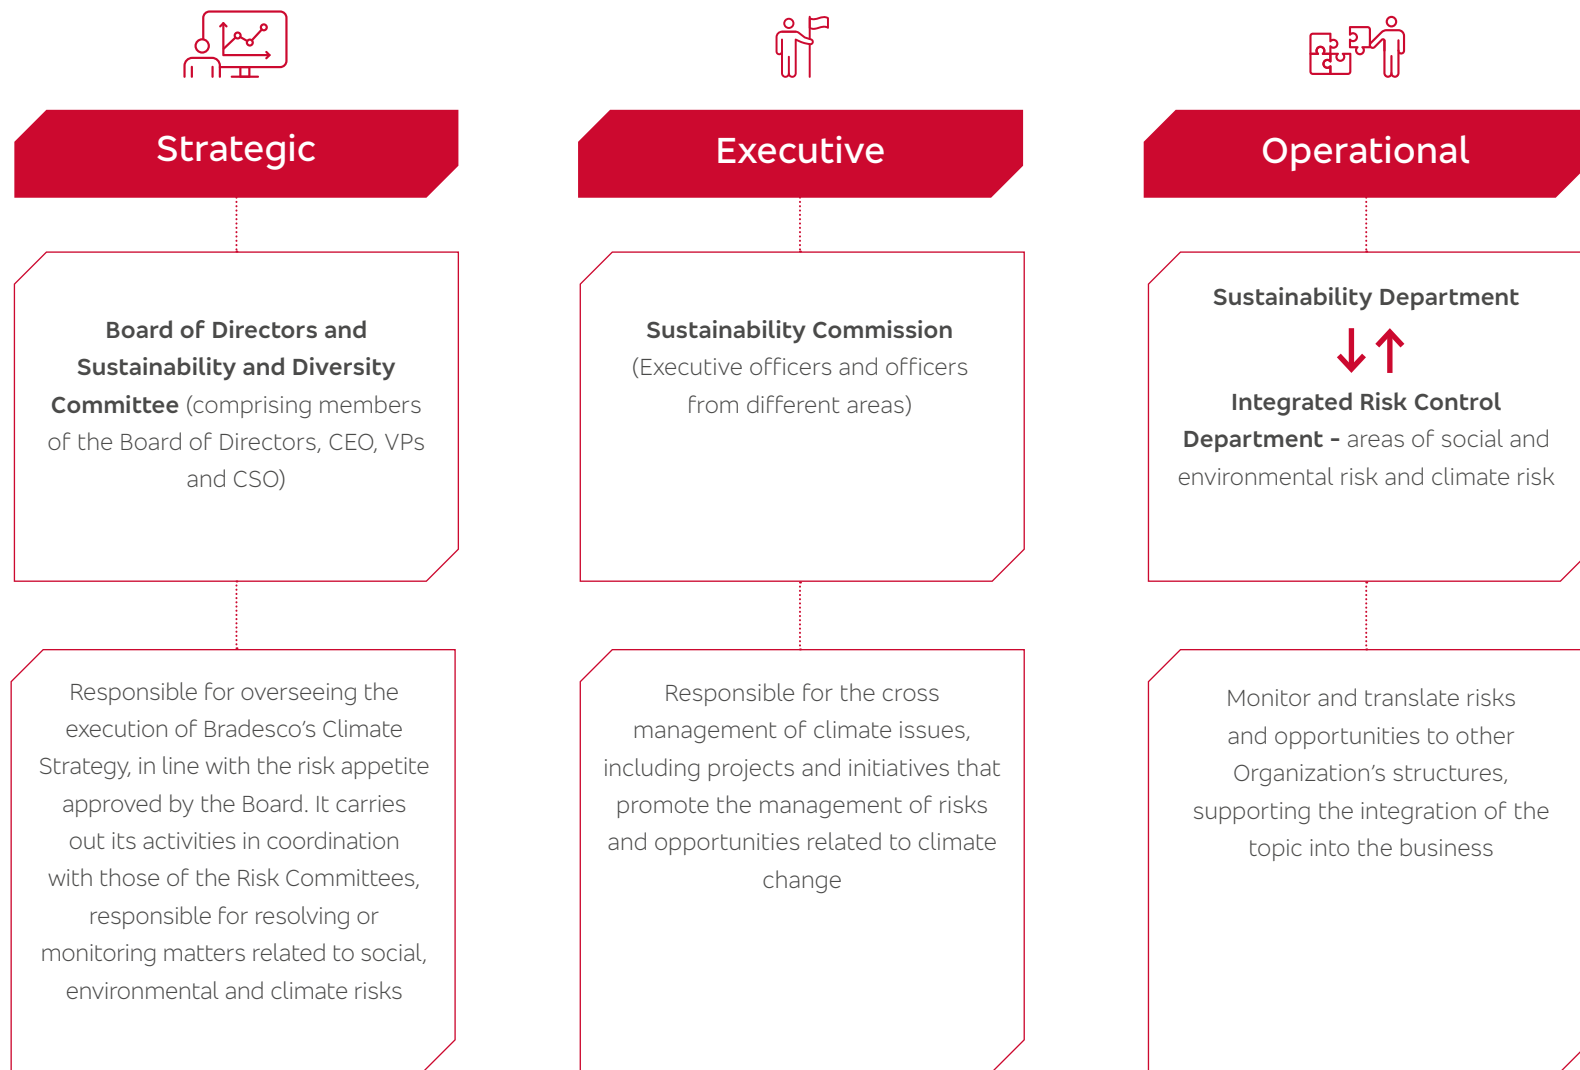 Strategic
Board of Directors and
Sustainability and Diversity
Committee (comprising members
of the Board of Directors, CEO, VPs
and CSO)
Responsible for overseeing the
execution of Bradesco’s Climate
Strategy, in line with the risk appetite
approved by the Board. It carries
out its activities in coordination
with those of the Risk Committees,
responsible for resolving or
monitoring matters related to social,
environmental and climate risks
Executive
Sustainability Commission
(Executive officers and officers
from different areas)
Responsible for the cross
management of climate issues,
including projects and initiatives that
promote the management of risks
and opportunities related to climate
change
Operational
Sustainability Department
Integrated Risk Control
Department - areas of social and
environmental risk and climate risk
Monitor and translate risks
and opportunities to other
Organization’s structures,
supporting the integration of the
topic into the business